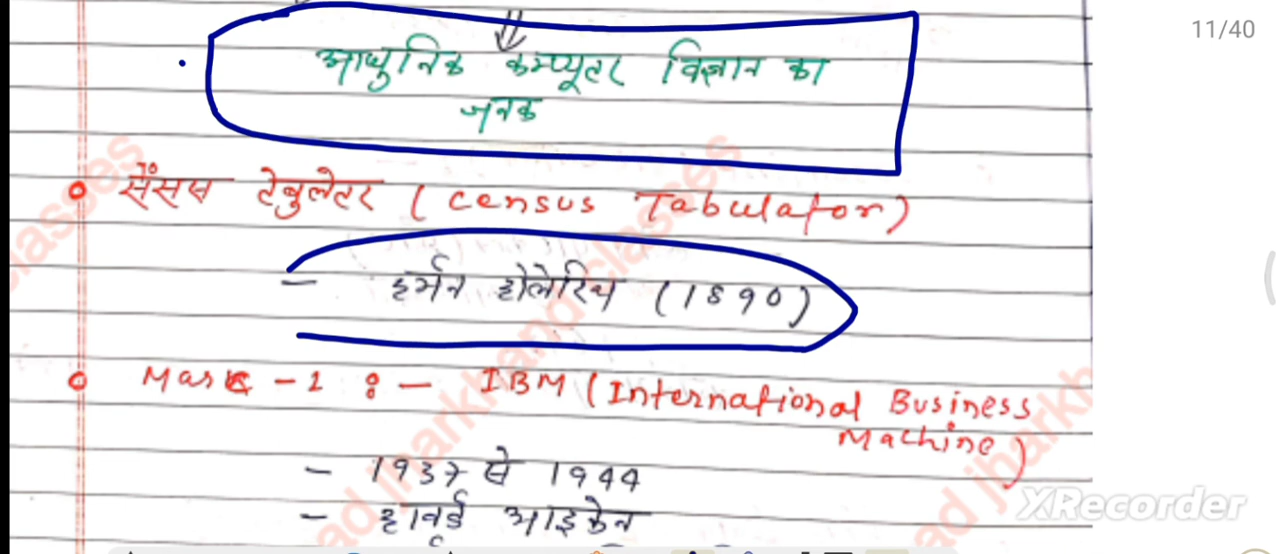 11/40
आधुनिक कम्प्यूटर विज्ञान का
जनक
सेंसस टेबुलेटर (Census Tabulator)
- हर्मन होलेरिथ (1890)
Mark-1 :- IBM (International Business
Machine)
- 1937 से 1944
- हावर्ड आइकेन
XRecorder